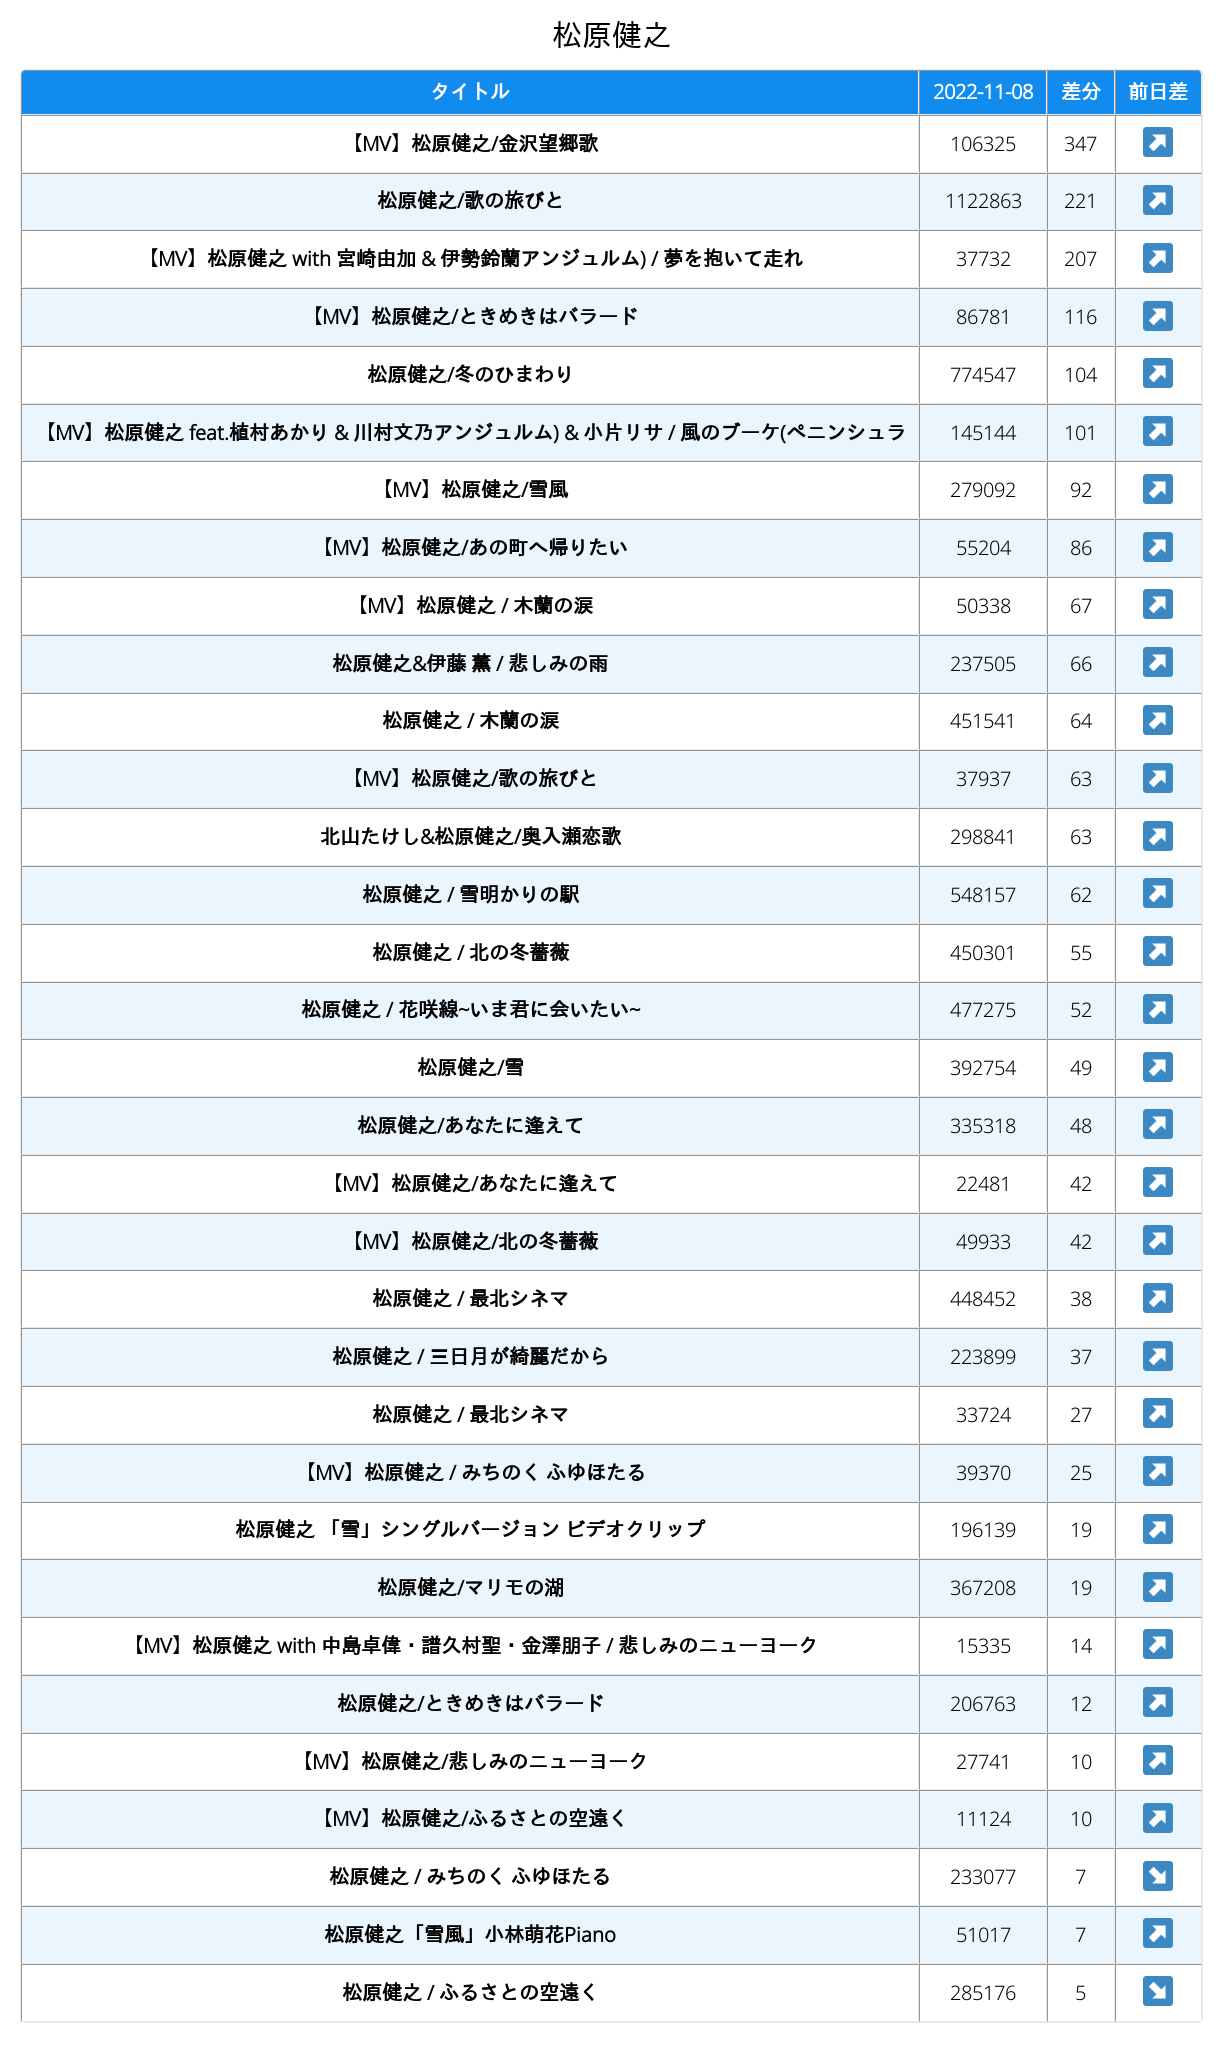 松原健之
タイトル 2022-11-08 差分 前日差
【MV】松原健之/金沢望郷歌 106325 347
松原健之/歌の旅びと 1122863 221
【MV】松原健之 with 宮崎由加 & 伊勢鈴蘭アンジュルム) / 夢を抱いて走れ 37732 207
【MV】松原健之/ときめきはバラード 86781 116
松原健之/冬のひまわり 774547 104
【MV】松原健之 feat.植村あかり & 川村文乃アンジュルム) & 小片リサ / 風のブーケ(ペニンシュラ 145144 101
【MV】松原健之/雪風 279092 92
【MV】松原健之/あの町へ帰りたい 55204 86
【MV】松原健之 / 木蘭の涙 50338 67
松原健之&伊藤 薫 / 悲しみの雨 237505 66
松原健之 / 木蘭の涙 451541 64
【MV】松原健之/歌の旅びと 37937 63
北山たけし&松原健之/奥入瀬恋歌 298841 63
松原健之 / 雪明かりの駅 548157 62
松原健之 / 北の冬薔薇 450301 55
松原健之 / 花咲線~いま君に会いたい~ 477275 52
松原健之/雪 392754 49
松原健之/あなたに逢えて 335318 48
【MV】松原健之/あなたに逢えて 22481 42
【MV】松原健之/北の冬薔薇 49933 42
松原健之 / 最北シネマ 448452 38
松原健之 / 三日月が綺麗だから 223899 37
松原健之 / 最北シネマ 33724 27
【MV】松原健之 / みちのく ふゆほたる 39370 25
松原健之 「雪」シングルバージョン ビデオクリップ 196139 19
松原健之/マリモの湖 367208 19
【MV】松原健之 with 中島卓偉・譜久村聖・金澤朋子 / 悲しみのニューヨーク 15335 14
松原健之/ときめきはバラード 206763 12
【MV】松原健之/悲しみのニューヨーク 27741 10
【MV】松原健之/ふるさとの空遠く 11124 10
松原健之 / みちのく ふゆほたる 233077 7
松原健之「雪風」小林萌花Piano 51017 7
松原健之 / ふるさとの空遠く 285176 5